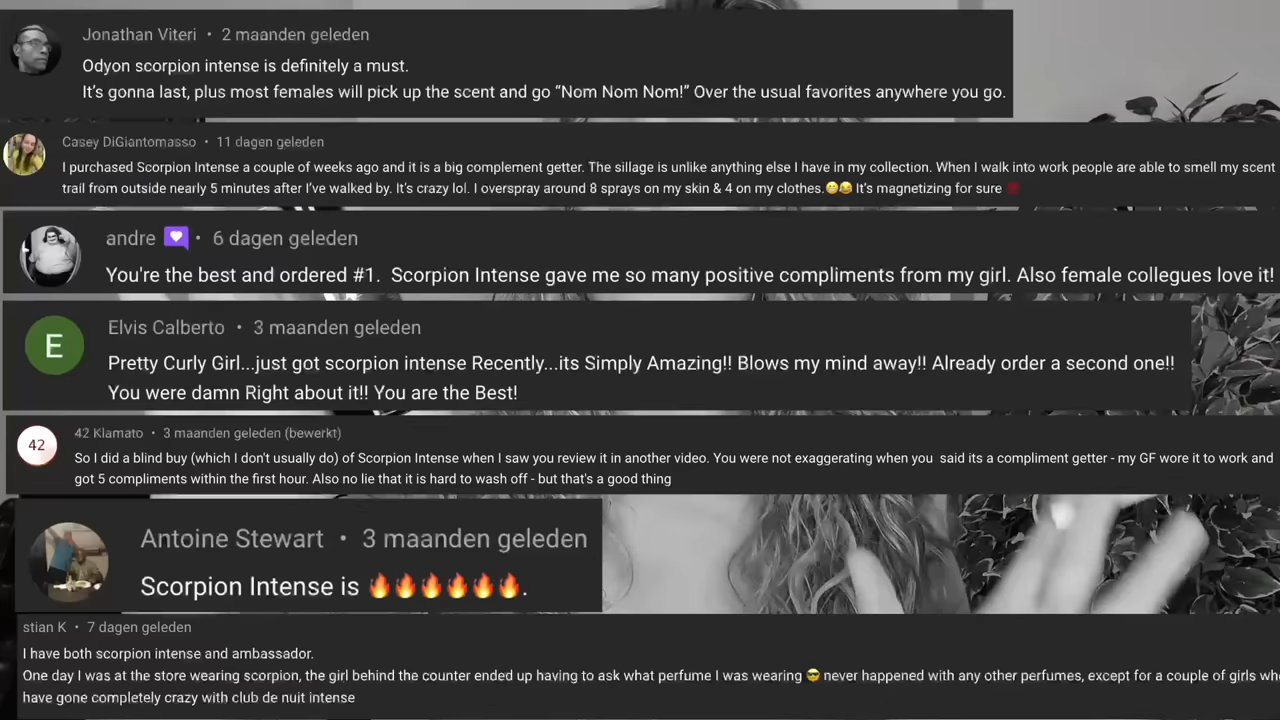 Jonathan Viteri • 2 maanden geleden
Odyon scorpion intense is definitely a must.
It's gonna last, plus most females will pick up the scent and go “Nom Nom Nom!” Over the usual favorites anywhere you go.
Casey DiGiantomasso • 11 dagen geleden
I purchased Scorpion Intense a couple of weeks ago and it is a big complement getter. The sillage is unlike anything else I have in my collection. When I walk into work people are able to smell my scent
trail from outside nearly 5 minutes after I've walked by. It's crazy lol. I overspray around 8 sprays on my skin & 4 on my clothes.😁😂 It's magnetizing for sure
andre • 6 dagen geleden
You're the best and ordered #1. Scorpion Intense gave me so many positive compliments from my girl. Also female collegues love it!
E
Elvis Calberto • 3 maanden geleden
Pretty Curly Girl...just got scorpion intense Recently...its Simply Amazing!! Blows my mind away!! Already order a second one!!
You were damn Right about it!! You are the Best!
42
42 Klamato • 3 maanden geleden (bewerkt)
So I did a blind buy (which I don't usually do) of Scorpion Intense when I saw you review it in another video. You were not exaggerating when you said its a compliment getter - my GF wore it to work and
got 5 compliments within the first hour. Also no lie that it is hard to wash off - but that's a good thing
Antoine Stewart • 3 maanden geleden
Scorpion Intense is 🔥🔥🔥🔥🔥🔥.
stian K • 7 dagen geleden
I have both scorpion intense and ambassador.
One day I was at the store wearing scorpion, the girl behind the counter ended up having to ask what perfume I was wearing 😎 never happened with any other perfumes, except for a couple of girls wh
have gone completely crazy with club de nuit intense